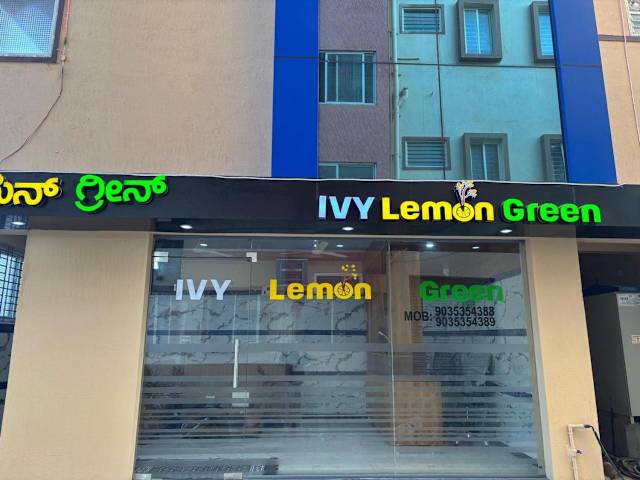 ಗ್ರೀನ್
IVY Lemon Green
IVY Lemon Green
MOB: 9035354388
9035354389